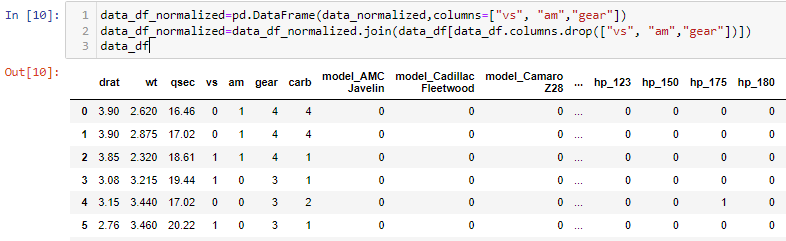 In [10]:
1 data_df_normalized=pd.DataFrame(data_normalized,columns=["vs", "am","gear"])
2 data_df_normalized=data_df_normalized.join(data_df[data_df.columns.drop(["vs", "am","gear"])])
3 data_df
Out[10]:
drat wt qsec vs am gear carb model_AMC Javelin model_Cadillac Fleetwood model_Camaro Z28 ... hp_123 hp_150 hp_175 hp_180
0 3.90 2.620 16.46 0 1 4 4 0 0 0 ... 0 0 0 0
1 3.90 2.875 17.02 0 1 4 4 0 0 0 ... 0 0 0 0
2 3.85 2.320 18.61 1 1 4 1 0 0 0 ... 0 0 0 0
3 3.08 3.215 19.44 1 0 3 1 0 0 0 ... 0 0 0 0
4 3.15 3.440 17.02 0 0 3 2 0 0 0 ... 0 0 1 0
5 2.76 3.460 20.22 1 0 3 1 0 0 0 ... 0 0 0 0